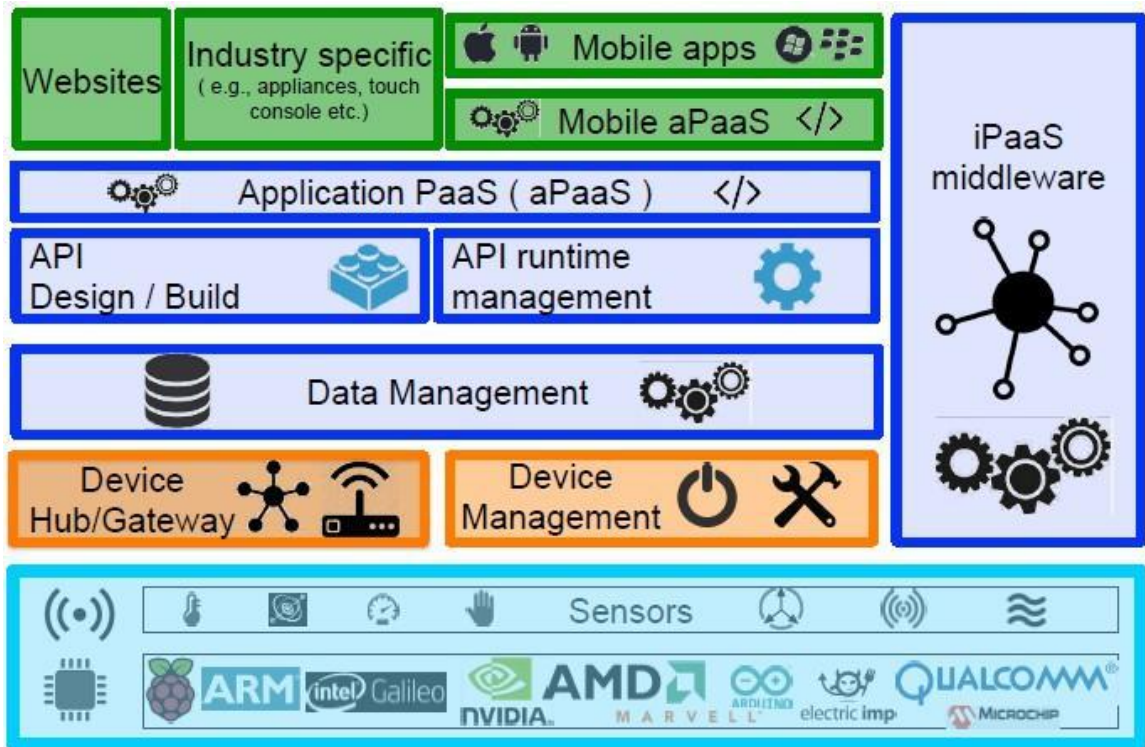 Websites
Industry specific
( e.g., appliances, touch
console etc.)
Mobile apps
Mobile aPaaS </>
Application PaaS ( aPaaS ) </>
API
Design / Build
API runtime
management
Data Management
Device
Hub/Gateway
Device
Management
iPaaS
middleware
Sensors
ARM
intel Galileo
NVIDIA.
AMD
MARVELL
ARDUINO
electric imp
QUALCOMM®
MICROCHIP